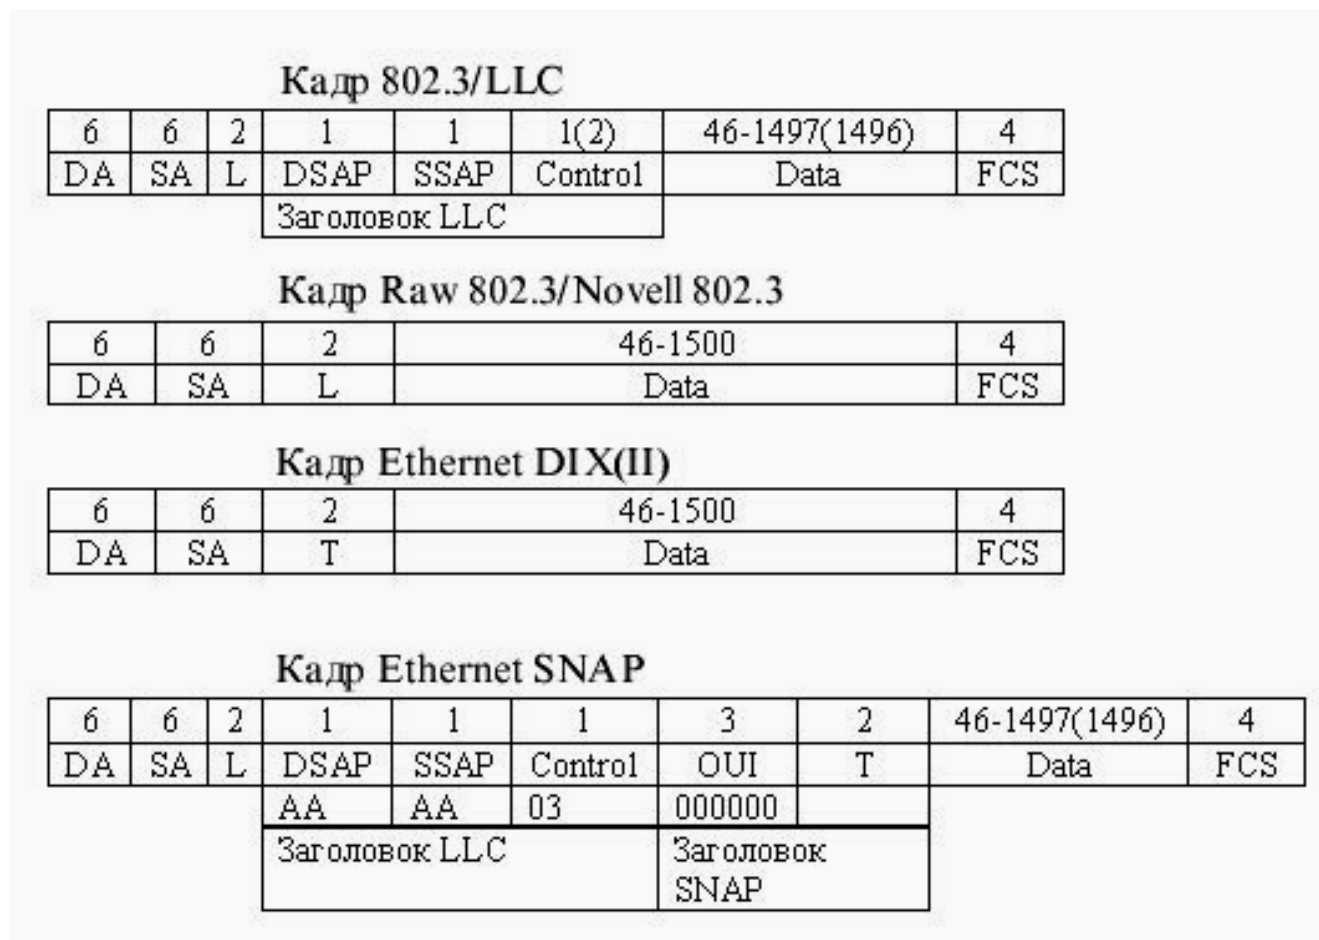 Кадр 802.3/LLC
6 6 2 1 1 1(2) 46-1497(1496) 4
DA SA L DSAP SSAP Control Data FCS
Заголовок LLC
Кадр Raw 802.3/Novell 802.3
6 6 2 46-1500 4
DA SA L Data FCS
Кадр Ethernet DIX(II)
6 6 2 46-1500 4
DA SA T Data FCS
Кадр Ethernet SNAP
6 6 2 1 1 1 3 2 46-1497(1496) 4
DA SA L DSAP SSAP Control OUI T Data FCS
AA AA 03 000000
Заголовок LLC Заголовок
SNAP